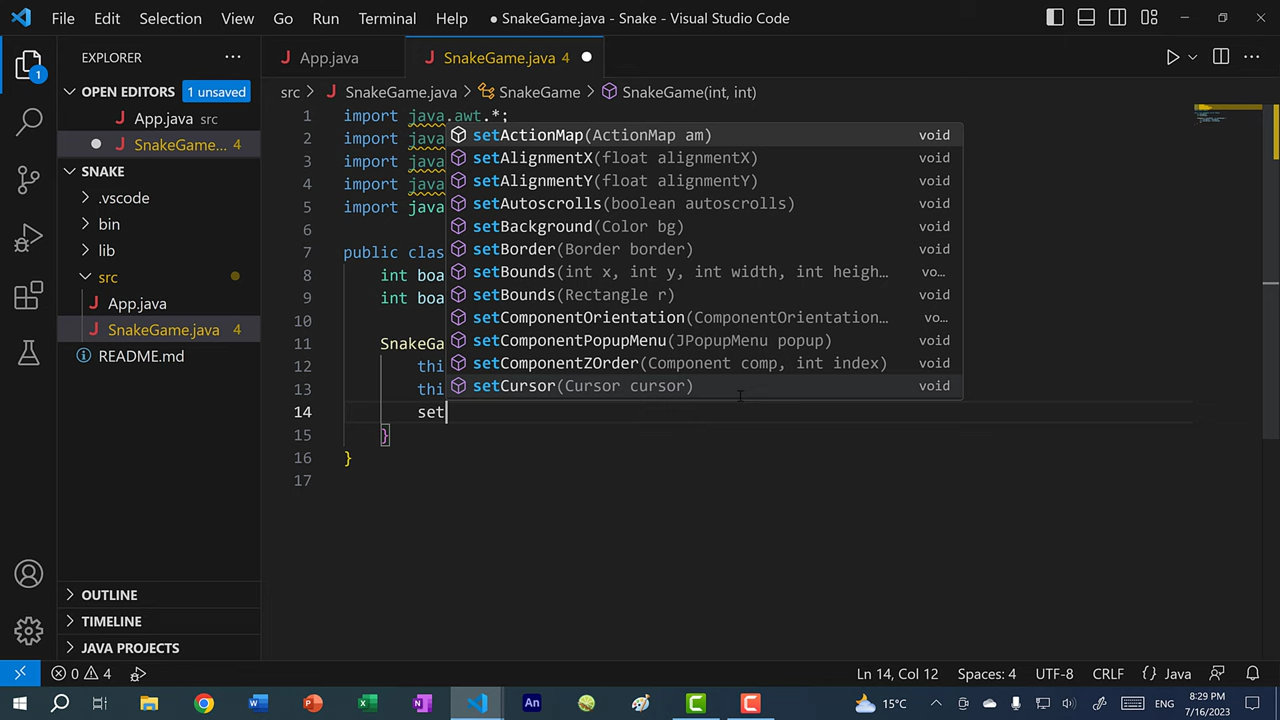 File Edit Selection View Go Run Terminal Help ● SnakeGame.java - Snake - Visual Studio Code
EXPLORER ...
App.java
SnakeGame.java 4
OPEN EDITORS 1 unsaved
src > SnakeGame.java > SnakeGame > SnakeGame(int, int)
App.java src
SnakeGame... 4
SNAKE
.vscode
bin
lib
src
App.java
SnakeGame.java 4
README.md
OUTLINE
TIMELINE
JAVA PROJECTS
1 import java.awt.*;
2 import java
3 import java
4 import java
5 import java
6
7 public clas
8 int boa
9 int boa
10
11 SnakeGa
12 thi
13 thi
14 set
15 }
16 }
17
setActionMap(ActionMap am) void
setAlignmentX(float alignmentX) void
setAlignmentY(float alignmentY) void
setAutoscrolls(boolean autoscrolls) void
setBackground(Color bg) void
setBorder(Border border) void
setBounds(int x, int y, int width, int heigh… vo…
setBounds(Rectangle r) void
setComponentOrientation(ComponentOrientation… vo…
setComponentPopupMenu(JPopupMenu popup) void
setComponentZOrder(Component comp, int index) void
setCursor(Cursor cursor) void
1
0 4 Ln 14, Col 12 Spaces: 4 UTF-8 CRLF {} Java
15°C 8:29 PM
7/16/2023